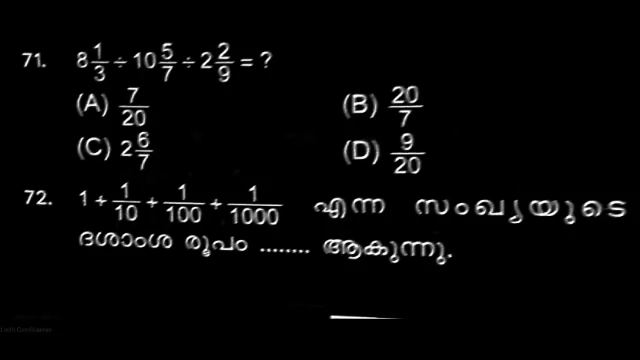 71. 8 1/3 ÷ 10 5/7 ÷ 2 2/9 = ?
(A) 7/20 (B) 20/7
(C) 2 6/7 (D) 9/20
72. 1 + 1/10 + 1/100 + 1/1000 എന്ന സംഖ്യയുടെ
ദശാംശ രൂപം ........ ആകുന്നു.